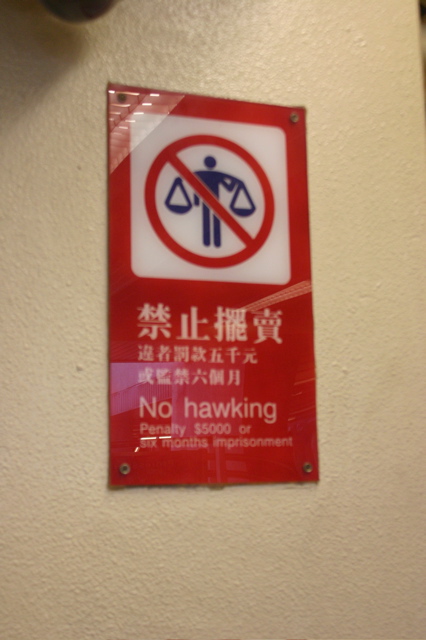 禁止擺賣
違者罰款五千元
或監禁六個月
No hawking
Penalty $5000 or
six months imprisonment